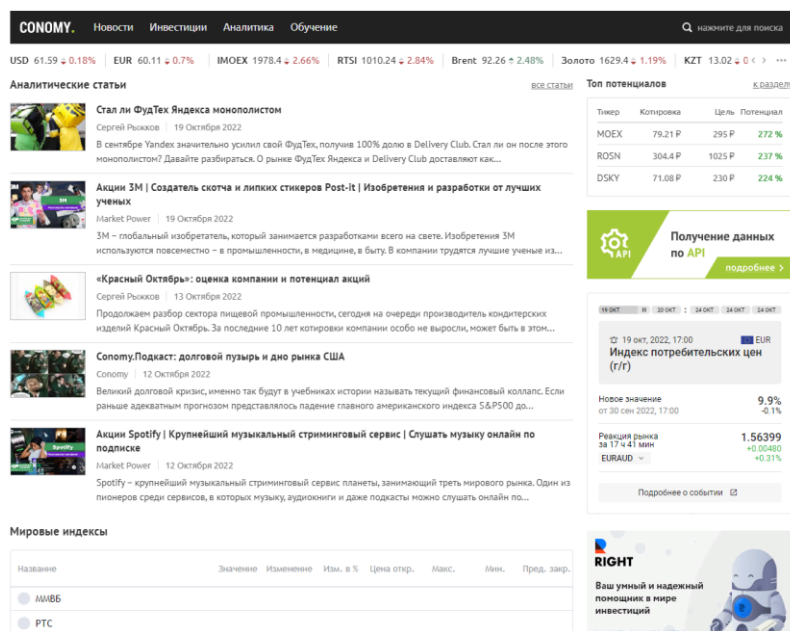 CONOMY. Новости Инвестиции Аналитика Обучение нажмите для поиска
USD 61.59 0.18% EUR 60.11 0.7% IMOEX 1978.4 2.66% RTSI 1010.24 2.84% Brent 92.26 2.48% Золото 1629.4 1.19% KZT 13.02 0
Аналитические статьи все статьи
Стал ли ФудТех Яндекса монополистом
Сергей Рыжков | 19 Октября 2022
В сентябре Yandex значительно усилил свой ФудТех, получив 100% долю в Delivery Club. Стал ли он после этого
монополистом? Давайте разбираться. О рынке ФудТех Яндекса и Delivery Club доставляют как...
Акции 3М | Создатель скотча и липких стикеров Post-it | Изобретения и разработки от лучших
ученых
Market Power | 19 Октября 2022
3М – глобальный изобретатель, который занимается разработками всего на свете. Изобретения 3М
используются повсеместно – в промышленности, в медицине, в быту. В компании трудятся лучшие ученые из...
«Красный Октябрь»: оценка компании и потенциал акций
Сергей Рыжков | 13 Октября 2022
Продолжаем разбор сектора пищевой промышленности, сегодня на очереди производитель кондитерских
изделий Красный Октябрь. За последние 10 лет котировки компании особо не выросли, может быть в этом...
Conomy.Подкаст: долговой пузырь и дно рынка США
Conomy | 12 Октября 2022
Великий долговой кризис, именно так будут в учебниках истории называть текущий финансовый коллапс. Если
раньше адекватным прогнозом представлялось падение главного американского индекса S&P500 до...
Акции Spotify | Крупнейший музыкальный стриминговый сервис | Слушать музыку онлайн по
подписке
Market Power | 12 Октября 2022
Spotify – крупнейший музыкальный стриминговый сервис планеты, занимающий треть мирового рынка. Один из
пионеров среди сервисов, в которых музыку, аудиокниги и даже подкасты можно слушать онлайн по...
Мировые индексы
Название Значение Изменение Изм. в % Цена откр. Макс. Мин. Пред. закр.
ММВБ
РТС
Топ потенциалов к разделу
Тикер Котировка Цель Потенциал
MOEX 79.21 ₽ 295 ₽ 272 %
ROSN 304.4 ₽ 1025 ₽ 237 %
DSKY 71.08 ₽ 230 ₽ 224 %
API
Получение данных
по API
подробнее
19 ОКТ 20 ОКТ 24 ОКТ 24 ОКТ 24 ОКТ
19 окт, 2022, 17:00 EUR
Индекс потребительских цен
(г/г)
Новое значение 9.9%
от 30 сен 2022, 17:00 -0.1%
Реакция рынка 1.56399
за 17 ч 41 мин +0.00480
EURAUD +0.31%
Подробнее о событии
RIGHT
Ваш умный и надежный
помощник в мире
инвестиций